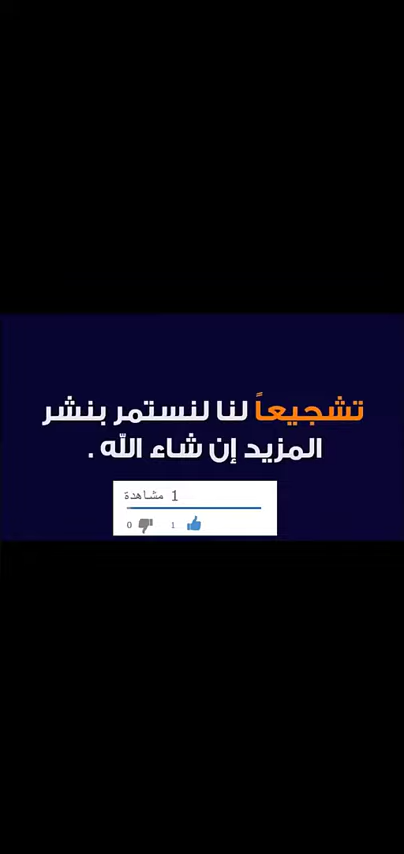 تشجيعاً لنا لنستمر بنشر
المزيد إن شاء الله .
1 مشاهدة
0 1